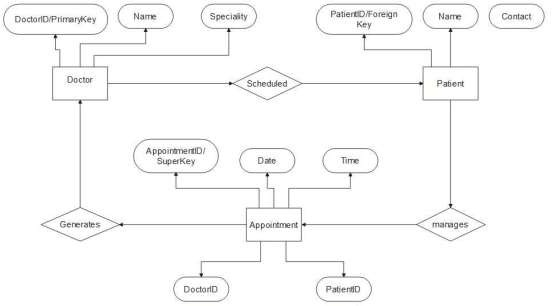 DoctorID/PrimaryKey
Name
Speciality
PatientID/Foreign
Key
Name
Contact
Doctor
Scheduled
Patient
AppointmentID/
SuperKey
Date
Time
Generates
Appointment
manages
DoctorID
PatientID